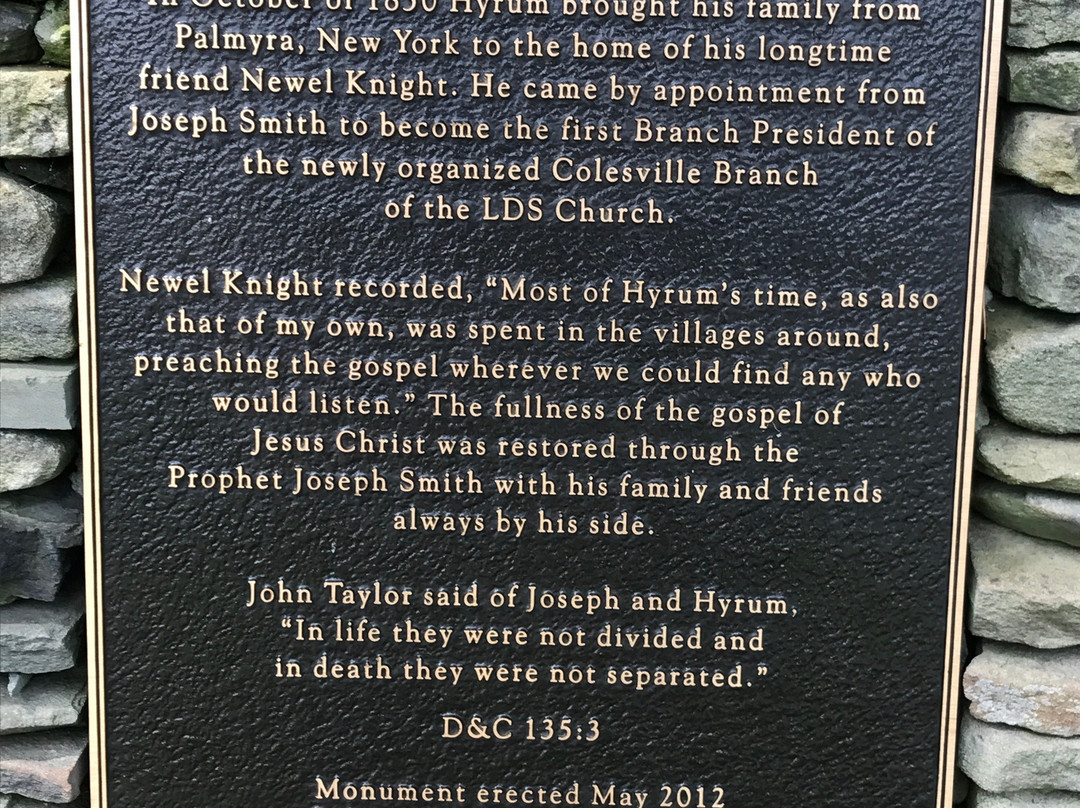 In October of 1830 Hyrum brought his family from
Palmyra, New York to the home of his longtime
friend Newel Knight. He came by appointment from
Joseph Smith to become the first Branch President of
the newly organized Colesville Branch
of the LDS Church.
Newel Knight recorded, “Most of Hyrum’s time, as also
that of my own, was spent in the villages around,
preaching the gospel wherever we could find any who
would listen.” The fullness of the gospel of
Jesus Christ was restored through the
Prophet Joseph Smith with his family and friends
always by his side.
John Taylor said of Joseph and Hyrum,
“In life they were not divided and
in death they were not separated.”
D&C 135:3
Monument erected May 2012